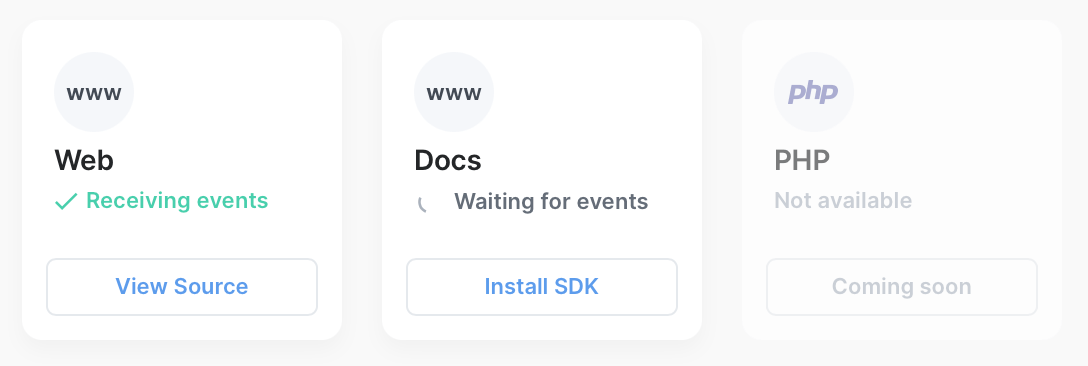 www
Web
Receiving events
View Source
www
Docs
Waiting for events
Install SDK
php
PHP
Not available
Coming soon